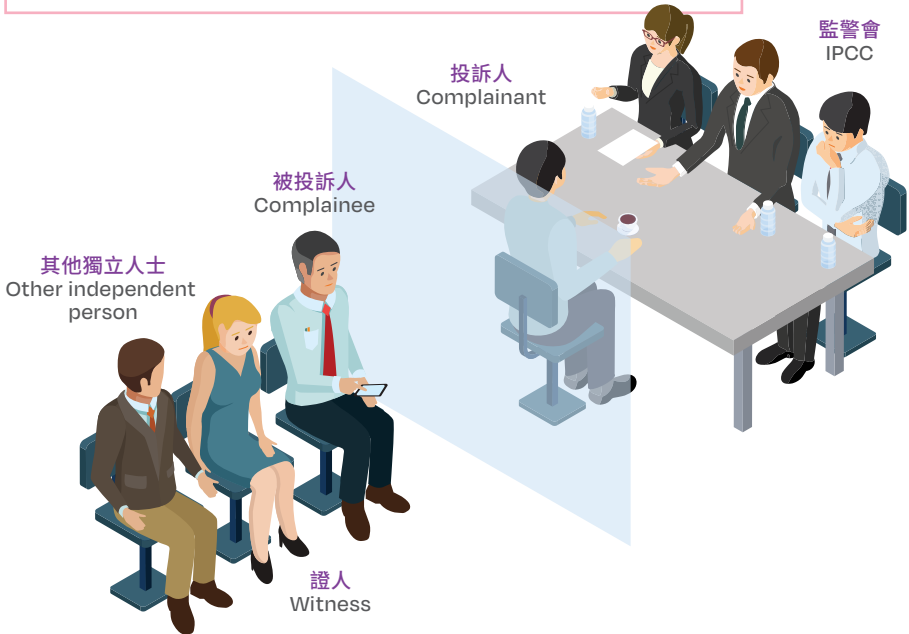 監警會
IPCC
投訴人
Complainant
被投訴人
Complainee
其他獨立人士
Other independent
person
證人
Witness